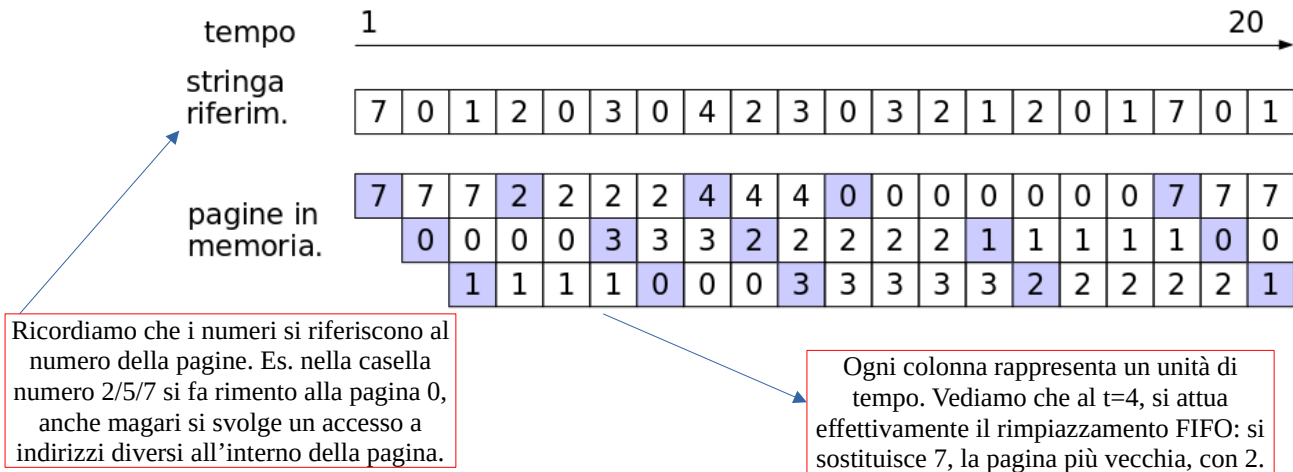 tempo 1 20
stringa
riferim.
7 0 1 2 0 3 0 4 2 3 0 3 2 1 2 0 1 7 0 1
pagine in
memoria.
7 7 7 2 2 2 2 4 4 4 0 0 0 0 0 0 0 7 7 7
0 0 0 0 3 3 3 2 2 2 2 2 1 1 1 1 1 0 0
1 1 1 1 0 0 0 3 3 3 3 3 2 2 2 2 2 1
Ricordiamo che i numeri si riferiscono al
numero della pagine. Es. nella casella
numero 2/5/7 si fa rimento alla pagina 0,
anche magari si svolge un accesso a
indirizzi diversi all’interno della pagina.
Ogni colonna rappresenta un unità di
tempo. Vediamo che al t=4, si attua
effettivamente il rimpiazzamento FIFO: si
sostituisce 7, la pagina più vecchia, con 2.